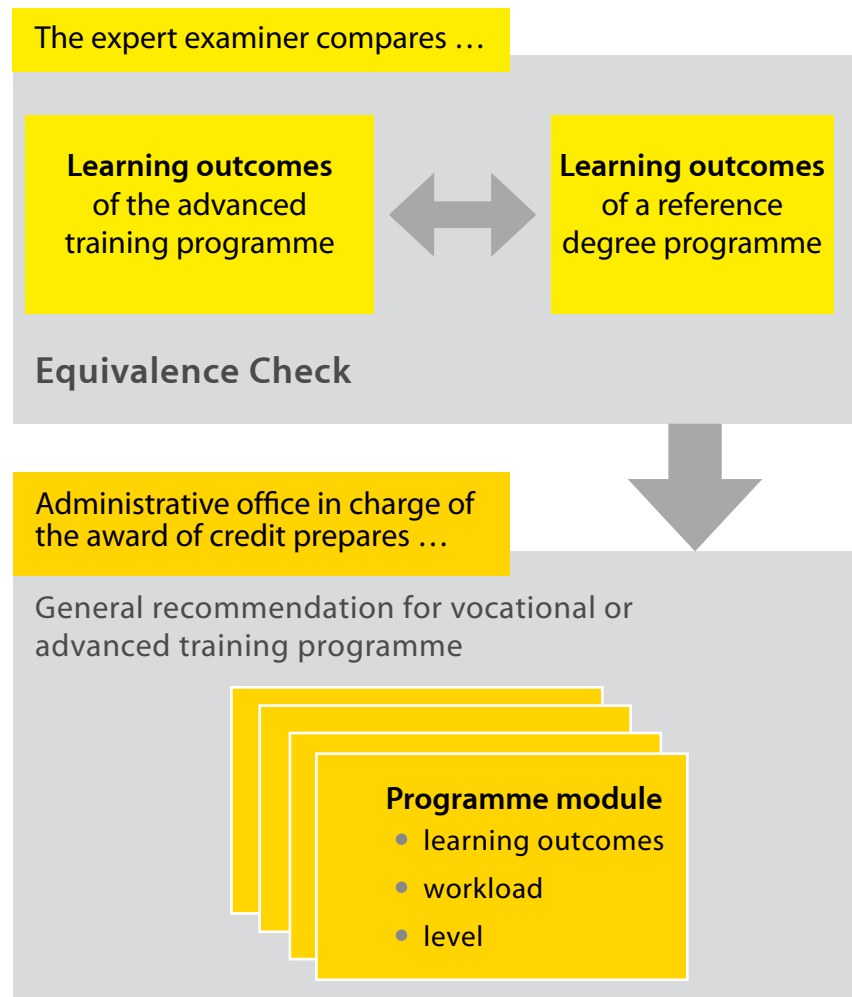 The expert examiner compares …
Learning outcomes
of the advanced
training programme
Learning outcomes
of a reference
degree programme
Equivalence Check
Administrative office in charge of
the award of credit prepares …
General recommendation for vocational or
advanced training programme
Programme module
• learning outcomes
• workload
• level